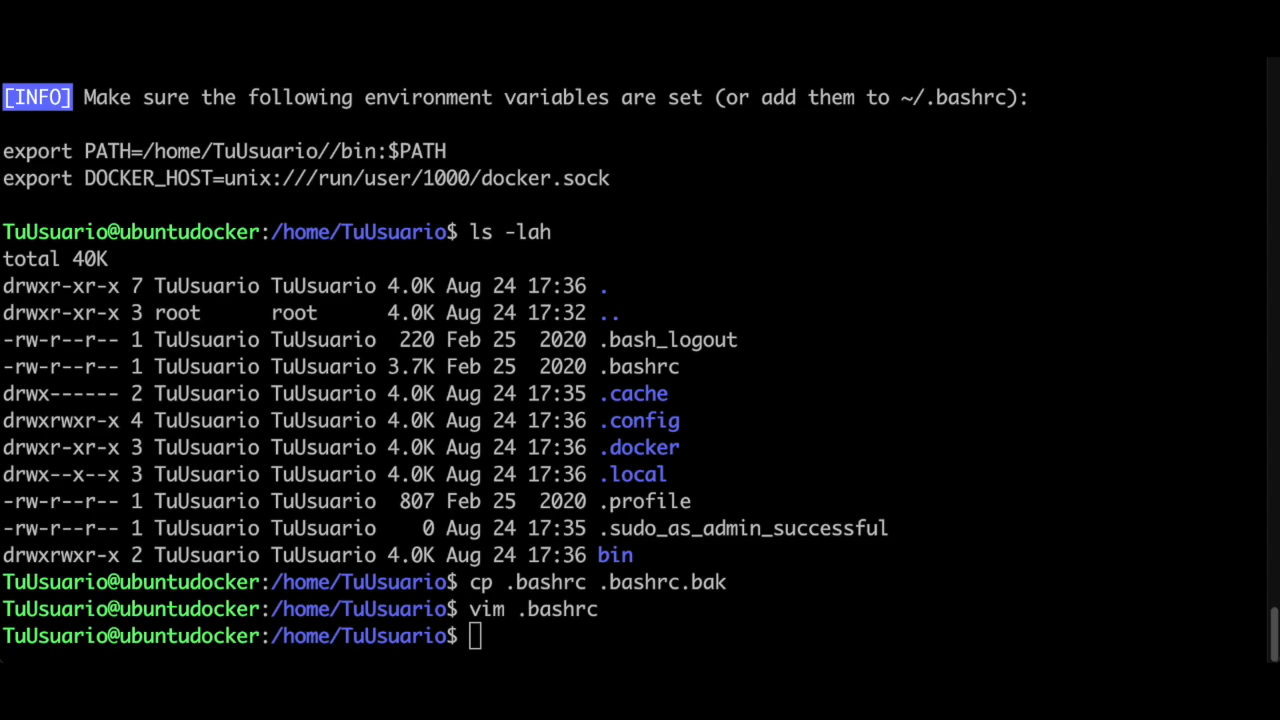 [INFO] Make sure the following environment variables are set (or add them to ~/.bashrc):
export PATH=/home/TuUsuario//bin:$PATH
export DOCKER_HOST=unix:///run/user/1000/docker.sock
TuUsuario@ubuntudocker:/home/TuUsuario$ ls -lah
total 40K
drwxr-xr-x 7 TuUsuario TuUsuario 4.0K Aug 24 17:36 .
drwxr-xr-x 3 root      root      4.0K Aug 24 17:32 ..
-rw-r--r-- 1 TuUsuario TuUsuario  220 Feb 25  2020 .bash_logout
-rw-r--r-- 1 TuUsuario TuUsuario 3.7K Feb 25  2020 .bashrc
drwx------ 2 TuUsuario TuUsuario 4.0K Aug 24 17:35 .cache
drwxrwxr-x 4 TuUsuario TuUsuario 4.0K Aug 24 17:36 .config
drwxr-xr-x 3 TuUsuario TuUsuario 4.0K Aug 24 17:36 .docker
drwx--x--x 3 TuUsuario TuUsuario 4.0K Aug 24 17:36 .local
-rw-r--r-- 1 TuUsuario TuUsuario  807 Feb 25  2020 .profile
-rw-r--r-- 1 TuUsuario TuUsuario    0 Aug 24 17:35 .sudo_as_admin_successful
drwxrwxr-x 2 TuUsuario TuUsuario 4.0K Aug 24 17:36 bin
TuUsuario@ubuntudocker:/home/TuUsuario$ cp .bashrc .bashrc.bak
TuUsuario@ubuntudocker:/home/TuUsuario$ vim .bashrc
TuUsuario@ubuntudocker:/home/TuUsuario$